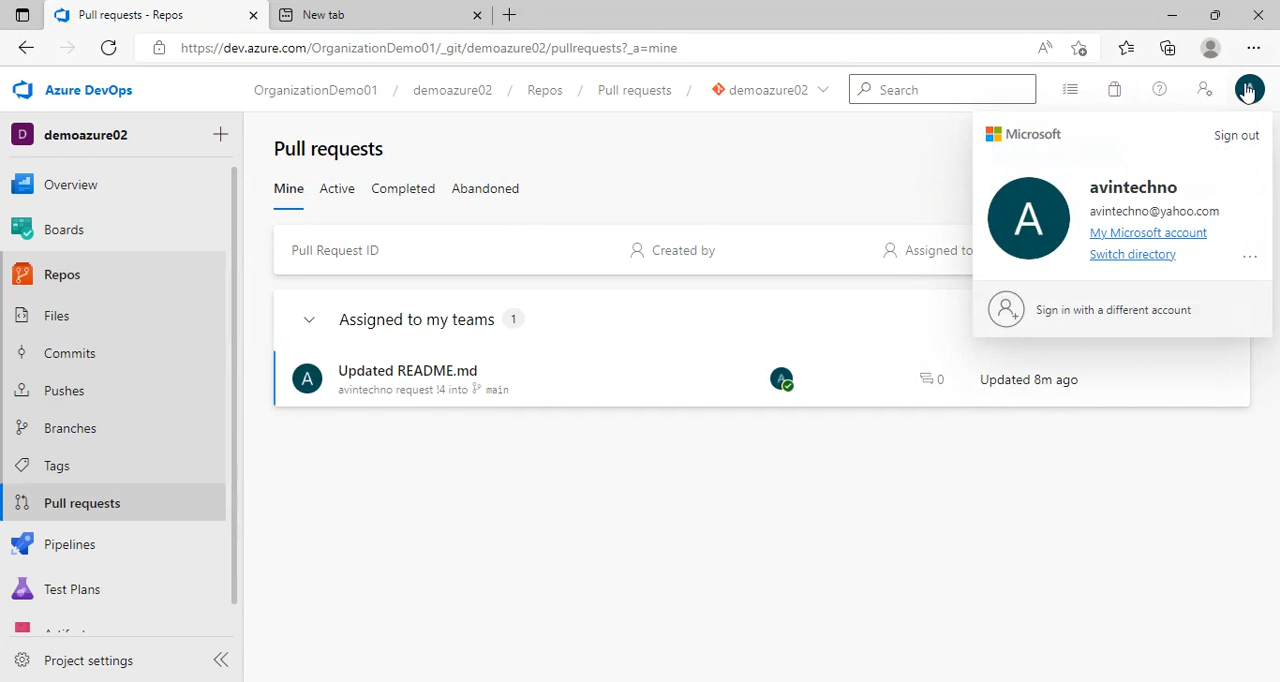 Pull requests - Repos
New tab
https://dev.azure.com/OrganizationDemo01/_git/demoazure02/pullrequests?_a=mine
Azure DevOps
OrganizationDemo01 / demoazure02 / Repos / Pull requests / demoazure02
Search
D
demoazure02
Overview
Boards
Repos
Files
Commits
Pushes
Branches
Tags
Pull requests
Pipelines
Test Plans
Project settings
Pull requests
Mine
Active
Completed
Abandoned
Pull Request ID
Created by
Assigned to
Assigned to my teams 1
A
Updated README.md
avintechno request !4 into main
A
0
Updated 8m ago
Microsoft
Sign out
A
avintechno
avintechno@yahoo.com
My Microsoft account
Switch directory
...
Sign in with a different account